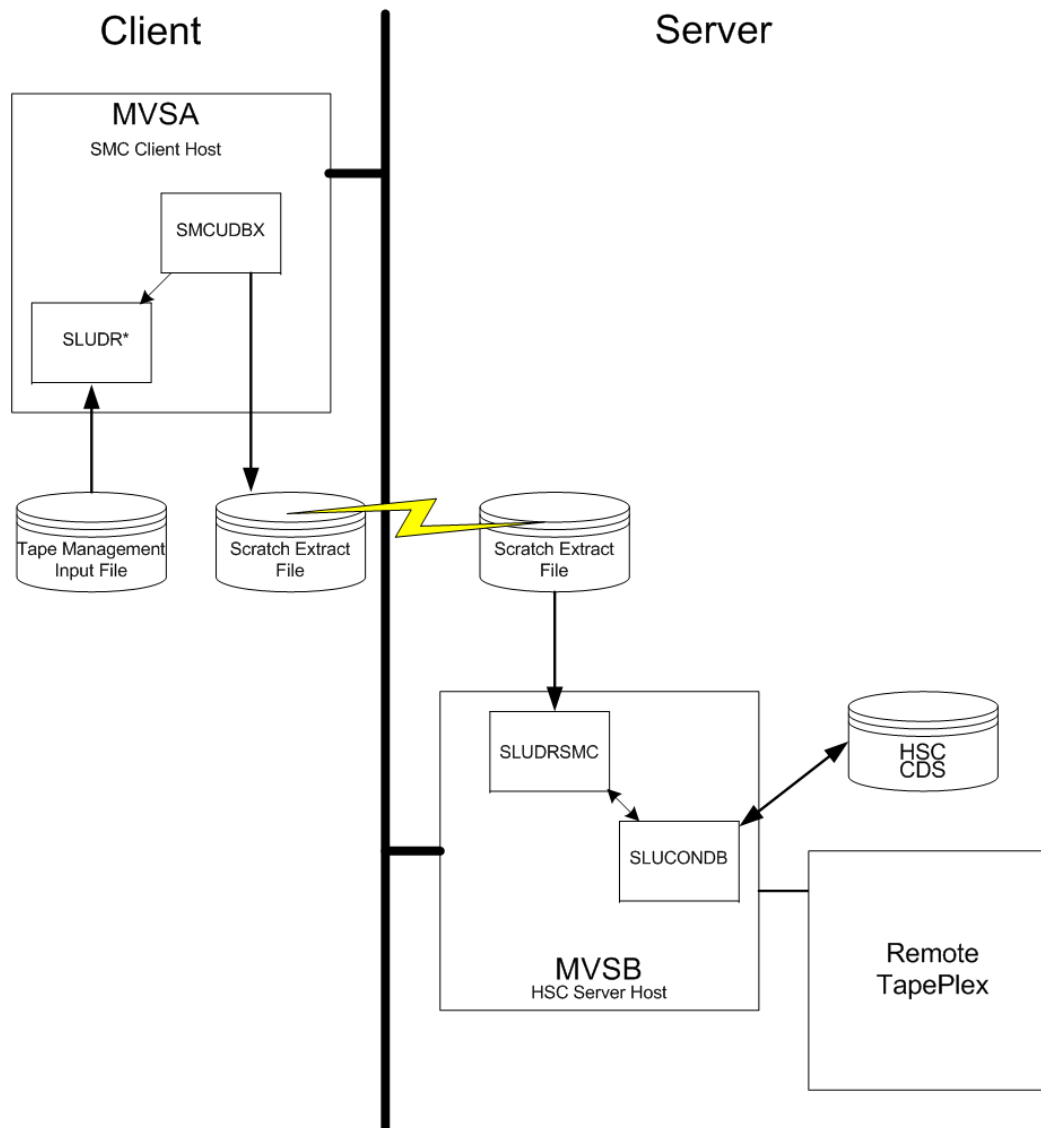 Client
Server
MVSA
SMC Client Host
SMCUDBX
SLUDR*
Tape Management
Input File
Scratch Extract
File
Scratch Extract
File
SLUDRSMC
HSC
CDS
SLUCONDB
MVSB
HSC Server Host
Remote
TapePlex